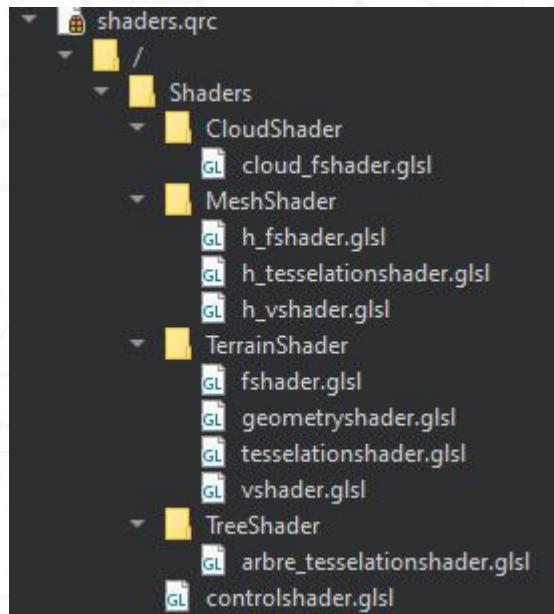 shaders.qrc
/
Shaders
CloudShader
GL cloud_fshader.glsl
MeshShader
GL h_fshader.glsl
GL h_tesselationshader.glsl
GL h_vshader.glsl
TerrainShader
GL fshader.glsl
GL geometryshader.glsl
GL tesselationshader.glsl
GL vshader.glsl
TreeShader
GL arbre_tesselationshader.glsl
GL controlshader.glsl